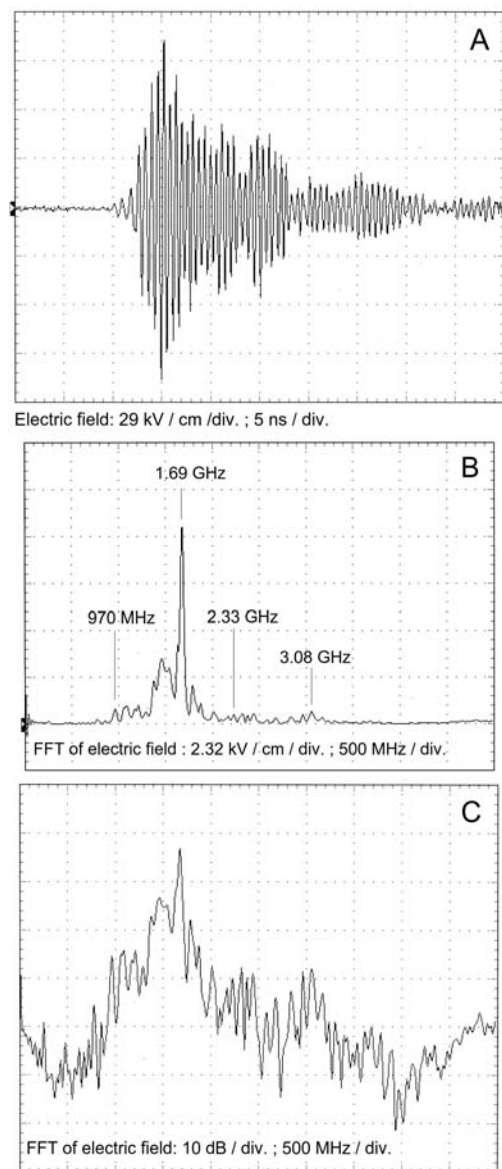 A
Electric field: 29 kV / cm /div. ; 5 ns / div.
B
1.69 GHz
970 MHz
2.33 GHz
3.08 GHz
FFT of electric field : 2.32 kV / cm / div. ; 500 MHz / div.
C
FFT of electric field: 10 dB / div. ; 500 MHz / div.